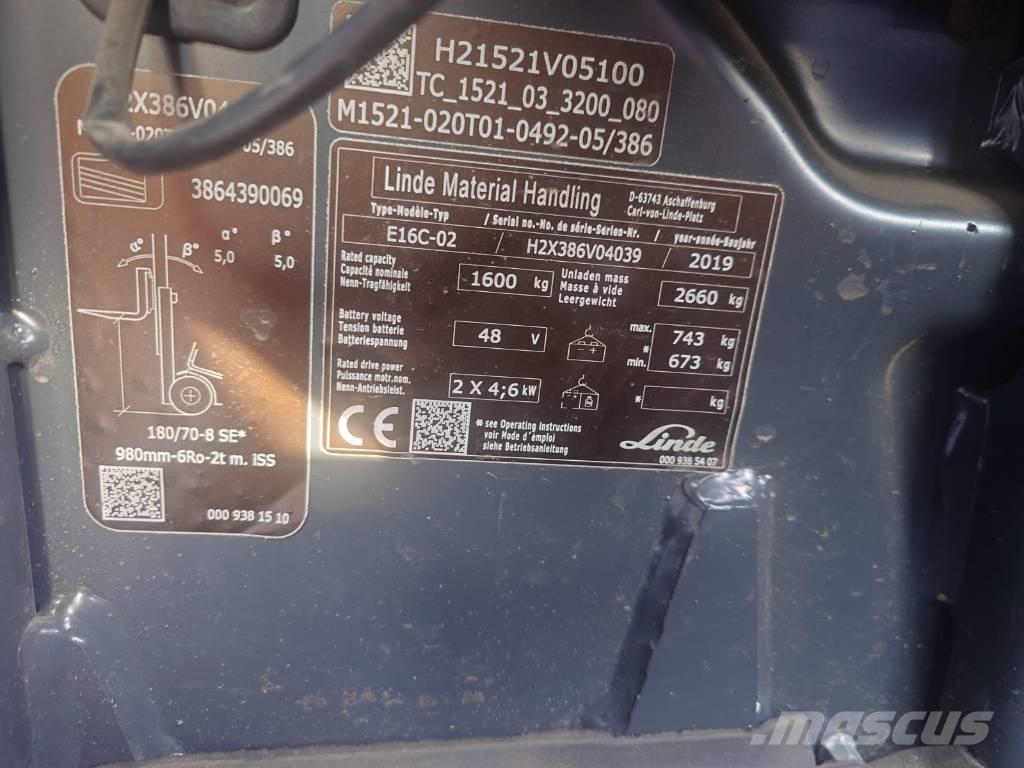 H21521V05100
TC_1521_03_3200_080
M1521-020T01-0492-05/386
2X386V04
-020T 05/386
3864390069
α° β° α° β°
5,0 5,0
180/70-8 SE*
980mm-6Ro-2t m. iSS
000 938 15 10
Linde Material Handling
D-63743 Aschaffenburg
Carl-von-Linde-Platz
Type-Modèle-Typ / Serial no.-No. de série-Serien-Nr. / year-année-Baujahr
E16C-02 / H2X386V04039 / 2019
Rated capacity
Capacité nominale
Nenn-Tragfähigkeit
1600 kg
Unladen mass
Masse à vide
Leergewicht
2660 kg
Battery voltage
Tension batterie
Batteriespannung
48 V
max. 743 kg
*
min. 673 kg
Rated drive power
Puissance motr.nom.
Nenn-Antriebsleist.
2 X 4,6 kW
* kg
CE
* see Operating Instructions
voir Mode d'émploi
siehe Betriebsanleitung
Linde
000 938 54 07
mascus